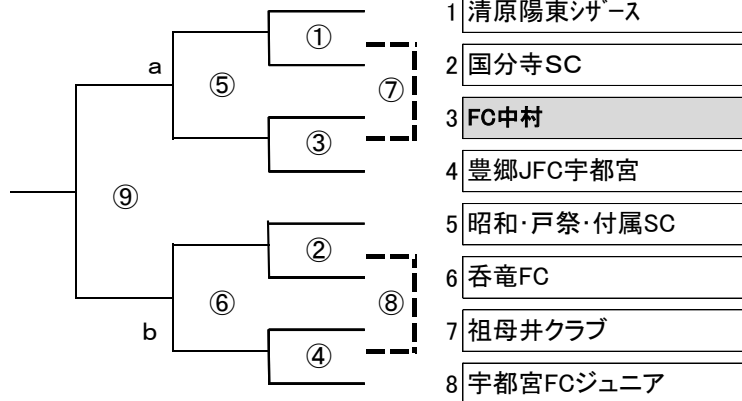 1 清原陽東シザース
①
a
2 国分寺SC
⑤
⑦
3 FC中村
③
4 豊郷JFC宇都宮
⑨
5 昭和・戸祭・付属SC
②
6 呑竜FC
⑥
⑧
b
7 祖母井クラブ
④
8 宇都宮FCジュニア